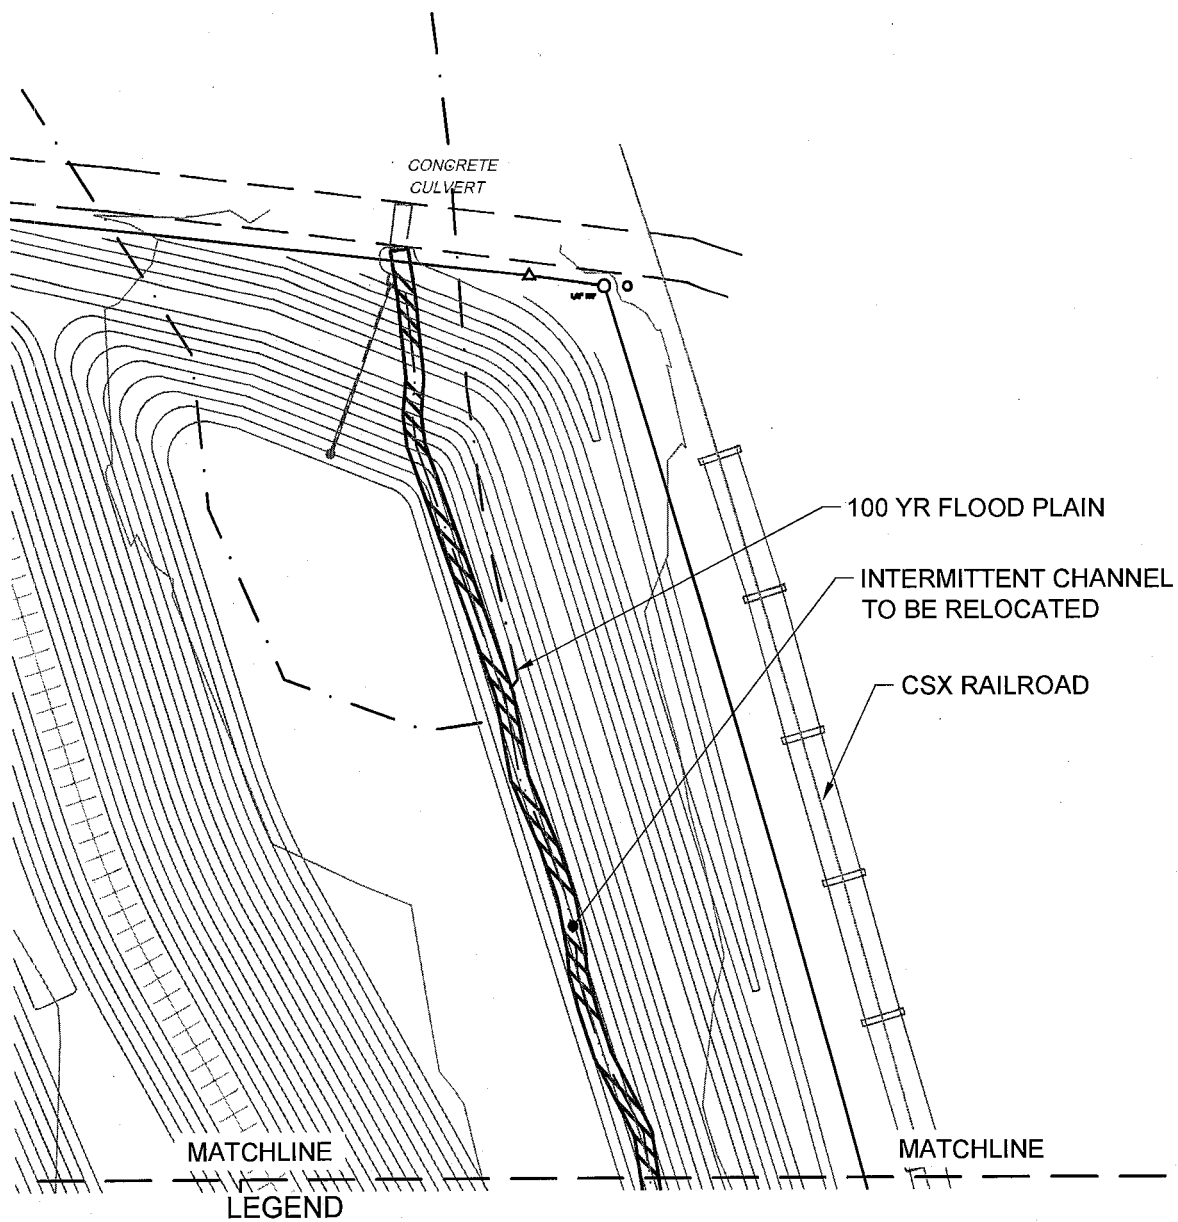 CONCRETE
CULVERT
100 YR FLOOD PLAIN
INTERMITTENT CHANNEL
TO BE RELOCATED
CSX RAILROAD
MATCHLINE
MATCHLINE
LEGEND